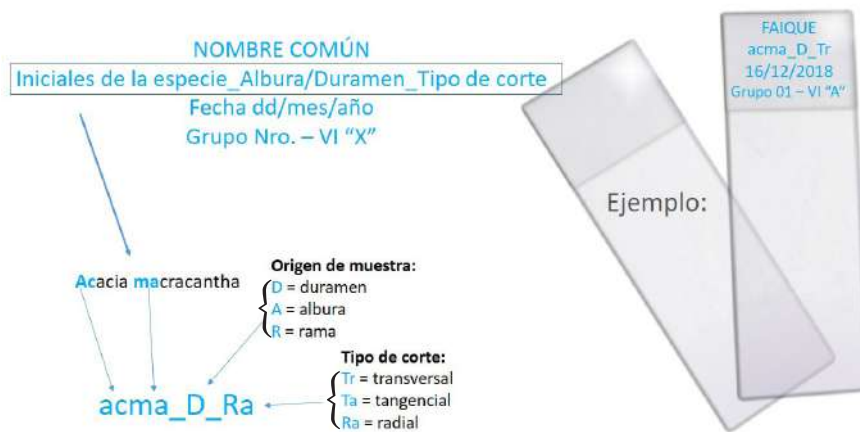 NOMBRE COMÚN
Iniciales de la especie_Albura/Duramen_Tipo de corte
Fecha dd/mes/año
Grupo Nro. – VI "X"
FAIQUE
acma_D_Tr
16/12/2018
Grupo 01 – VI "A"
Ejemplo:
Acacia macracantha
Origen de muestra:
D = duramen
A = albura
R = rama
acma_D_Ra
Tipo de corte:
Tr = transversal
Ta = tangencial
Ra = radial